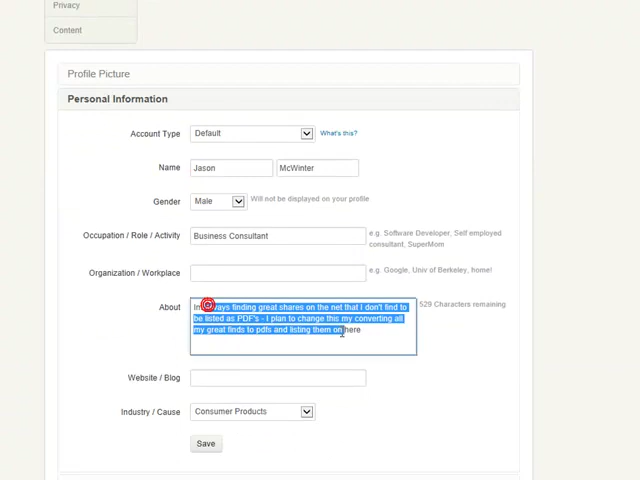 Privacy
Content
Profile Picture
Personal Information
Account Type
Default
What's this?
Name
Jason
McWinter
Gender
Male
Will not be displayed on your profile
Occupation / Role / Activity
Business Consultant
e.g. Software Developer, Self employed
consultant, SuperMom
Organization / Workplace
e.g. Google, Univ of Berkeley, home!
About
finding great shares on the net that I don't find to
be listed as PDF's - I plan to change this my converting all
my great finds to pdfs and listing them on here
529 Characters remaining
Website / Blog
Industry / Cause
Consumer Products
Save